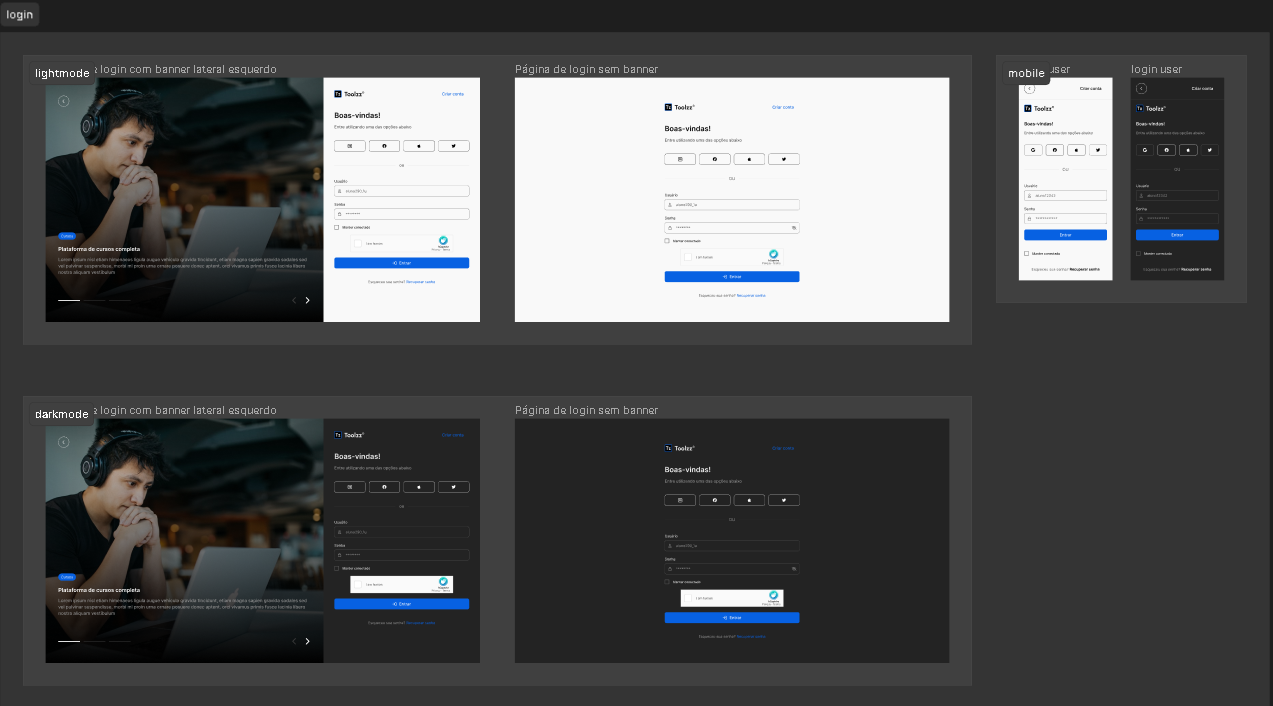 login
lightmode
login com banner lateral esquerdo
Criar conta
Toolzz
Boas-vindas!
Entre utilizando uma das opções abaixo
OU
Usuário
Senha
Manter conectado
I am human
Entrar
Esqueceu sua senha? Recuperar senha
Cursos
Plataforma de cursos completa
Página de login sem banner
Toolzz
Criar conta
Boas-vindas!
Entre utilizando uma das opções abaixo
OU
Usuário
Senha
Manter conectado
I am human
Entrar
Esqueceu sua senha? Recuperar senha
mobile
user
Criar conta
Toolzz
Boas-vindas!
Entre utilizando uma das opções abaixo
OU
Usuário
Senha
Entrar
Manter conectado
Esqueceu sua senha? Recuperar senha
login user
Criar conta
Toolzz
Boas-vindas!
Entre utilizando uma das opções abaixo
OU
Usuário
Senha
Entrar
Manter conectado
Esqueceu sua senha? Recuperar senha
darkmode
login com banner lateral esquerdo
Toolzz
Criar conta
Boas-vindas!
Entre utilizando uma das opções abaixo
Usuário
Senha
Manter conectado
I am human
Entrar
Esqueceu sua senha? Recuperar senha
Cursos
Plataforma de cursos completa
Página de login sem banner
Toolzz
Criar conta
Boas-vindas!
Entre utilizando uma das opções abaixo
OU
Usuário
Senha
Manter conectado
I am human
Entrar
Esqueceu sua senha? Recuperar senha